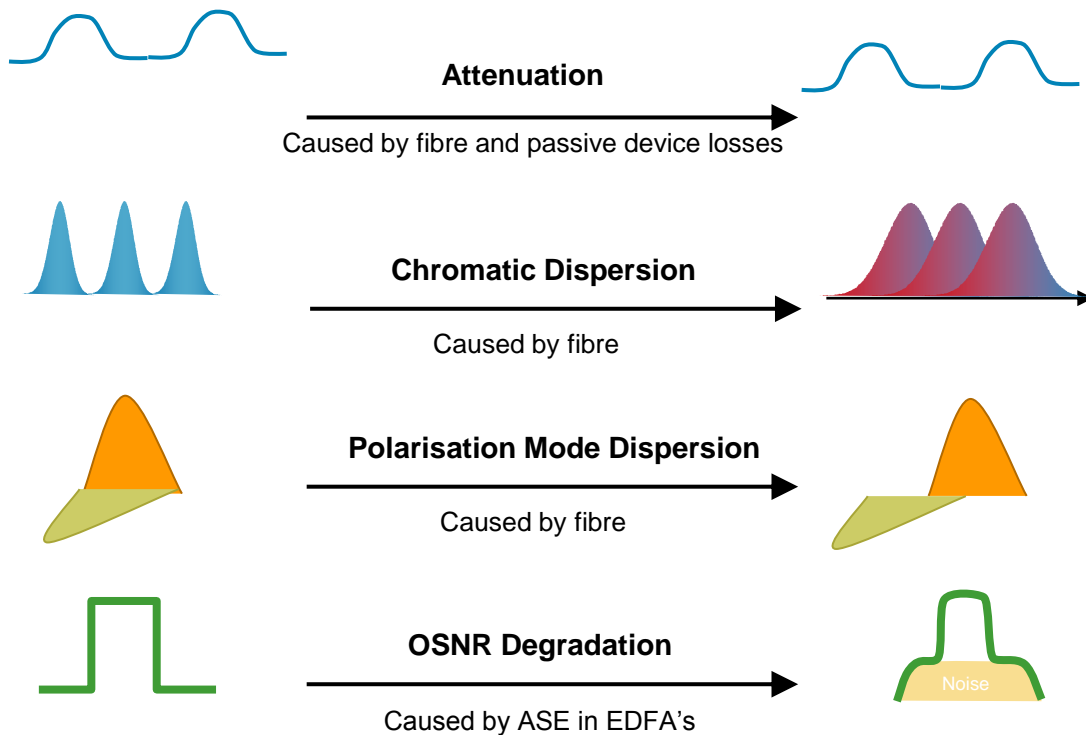 Attenuation
Caused by fibre and passive device losses
Chromatic Dispersion
Caused by fibre
Polarisation Mode Dispersion
Caused by fibre
OSNR Degradation
Noise
Caused by ASE in EDFA's